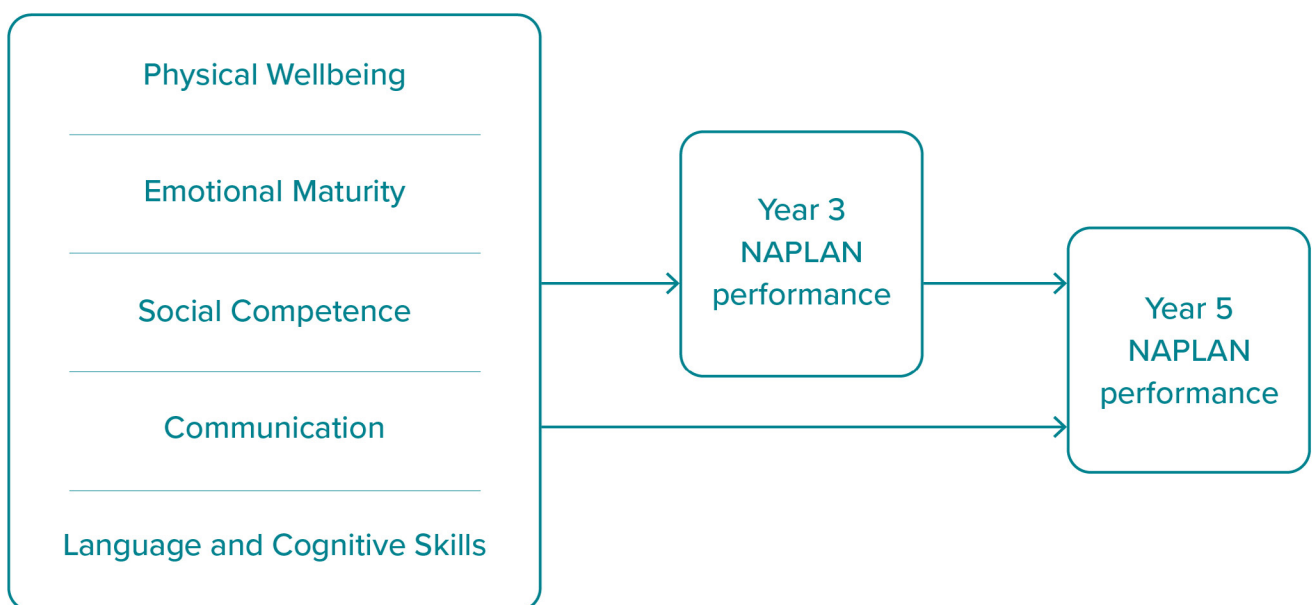 Physical Wellbeing
Emotional Maturity
Social Competence
Communication
Language and Cognitive Skills
Year 3
NAPLAN
performance
Year 5
NAPLAN
performance